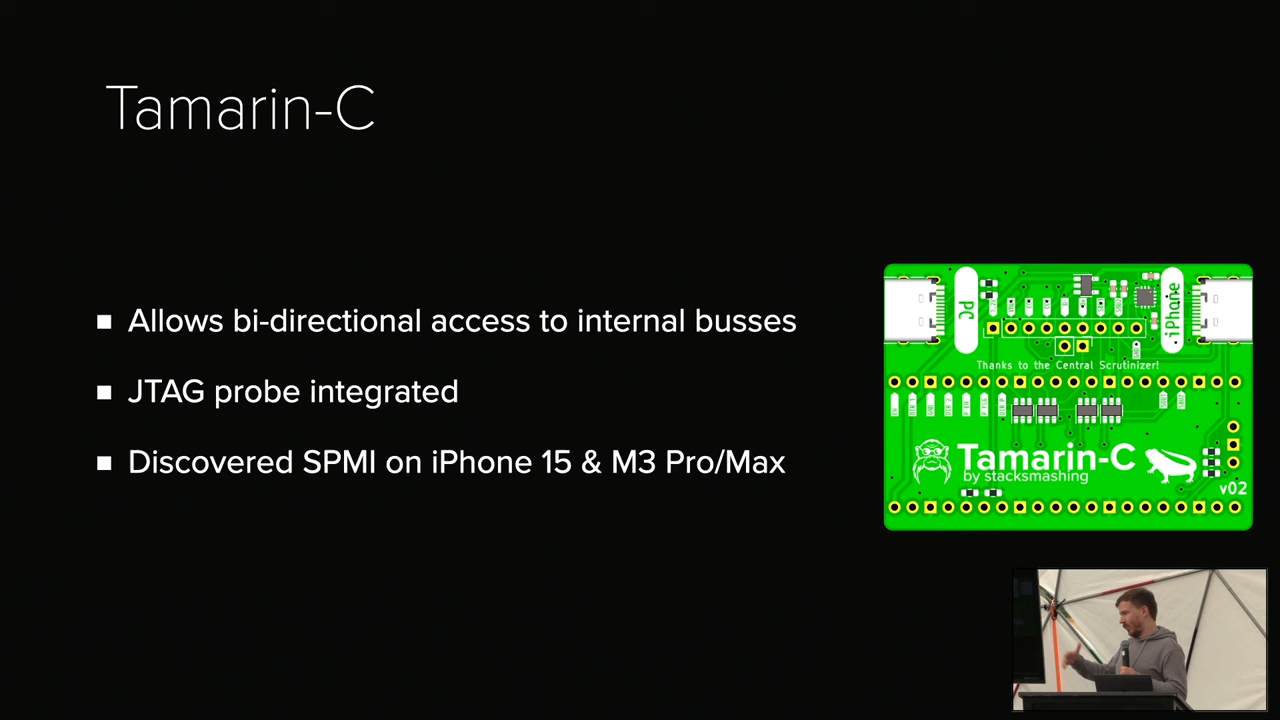 Tamarin-C
Allows bi-directional access to internal busses
JTAG probe integrated
Discovered SPMI on iPhone 15 & M3 Pro/Max
PC
iPhone
Thanks to the Central Scrutinizer!
Tamarin-C
by stacksmashing
v02